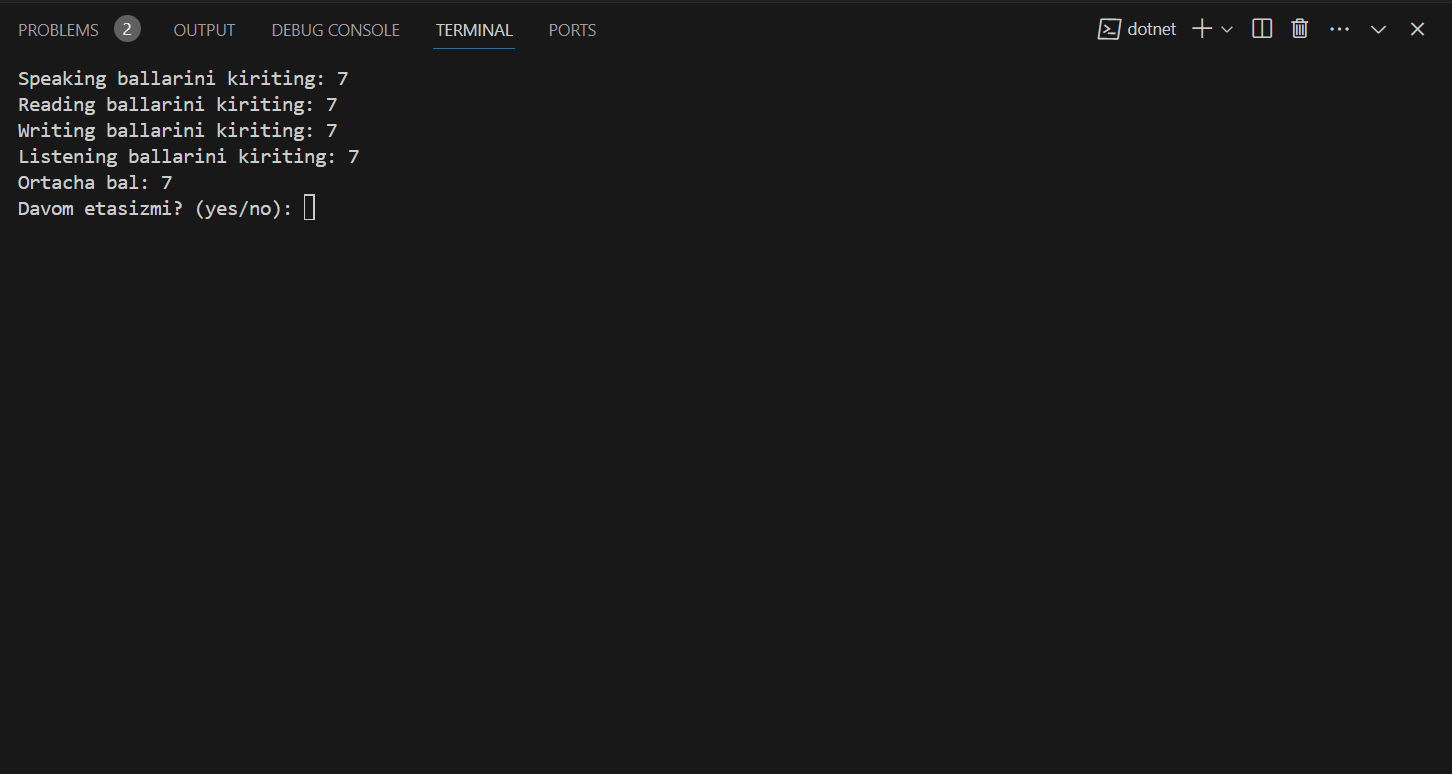 PROBLEMS 2 OUTPUT DEBUG CONSOLE TERMINAL PORTS dotnet
Speaking ballarini kiriting: 7
Reading ballarini kiriting: 7
Writing ballarini kiriting: 7
Listening ballarini kiriting: 7
Ortacha bal: 7
Davom etasizmi? (yes/no):